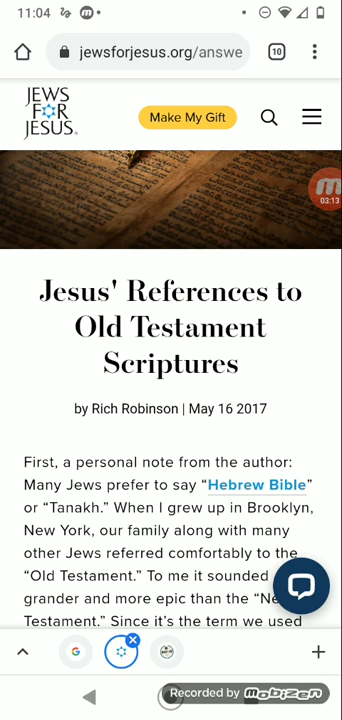 11:04
jewsforjesus.org/answe
10
JEWS
FOR
JESUS®
Make My Gift
03:13
Jesus' References to
Old Testament
Scriptures
by Rich Robinson | May 16 2017
First, a personal note from the author:
Many Jews prefer to say “Hebrew Bible”
or “Tanakh.” When I grew up in Brooklyn,
New York, our family along with many
other Jews referred comfortably to the
“Old Testament.” To me it sounded
grander and more epic than the “Ne
Testament.” Since it’s the term we used
Recorded by mobizen